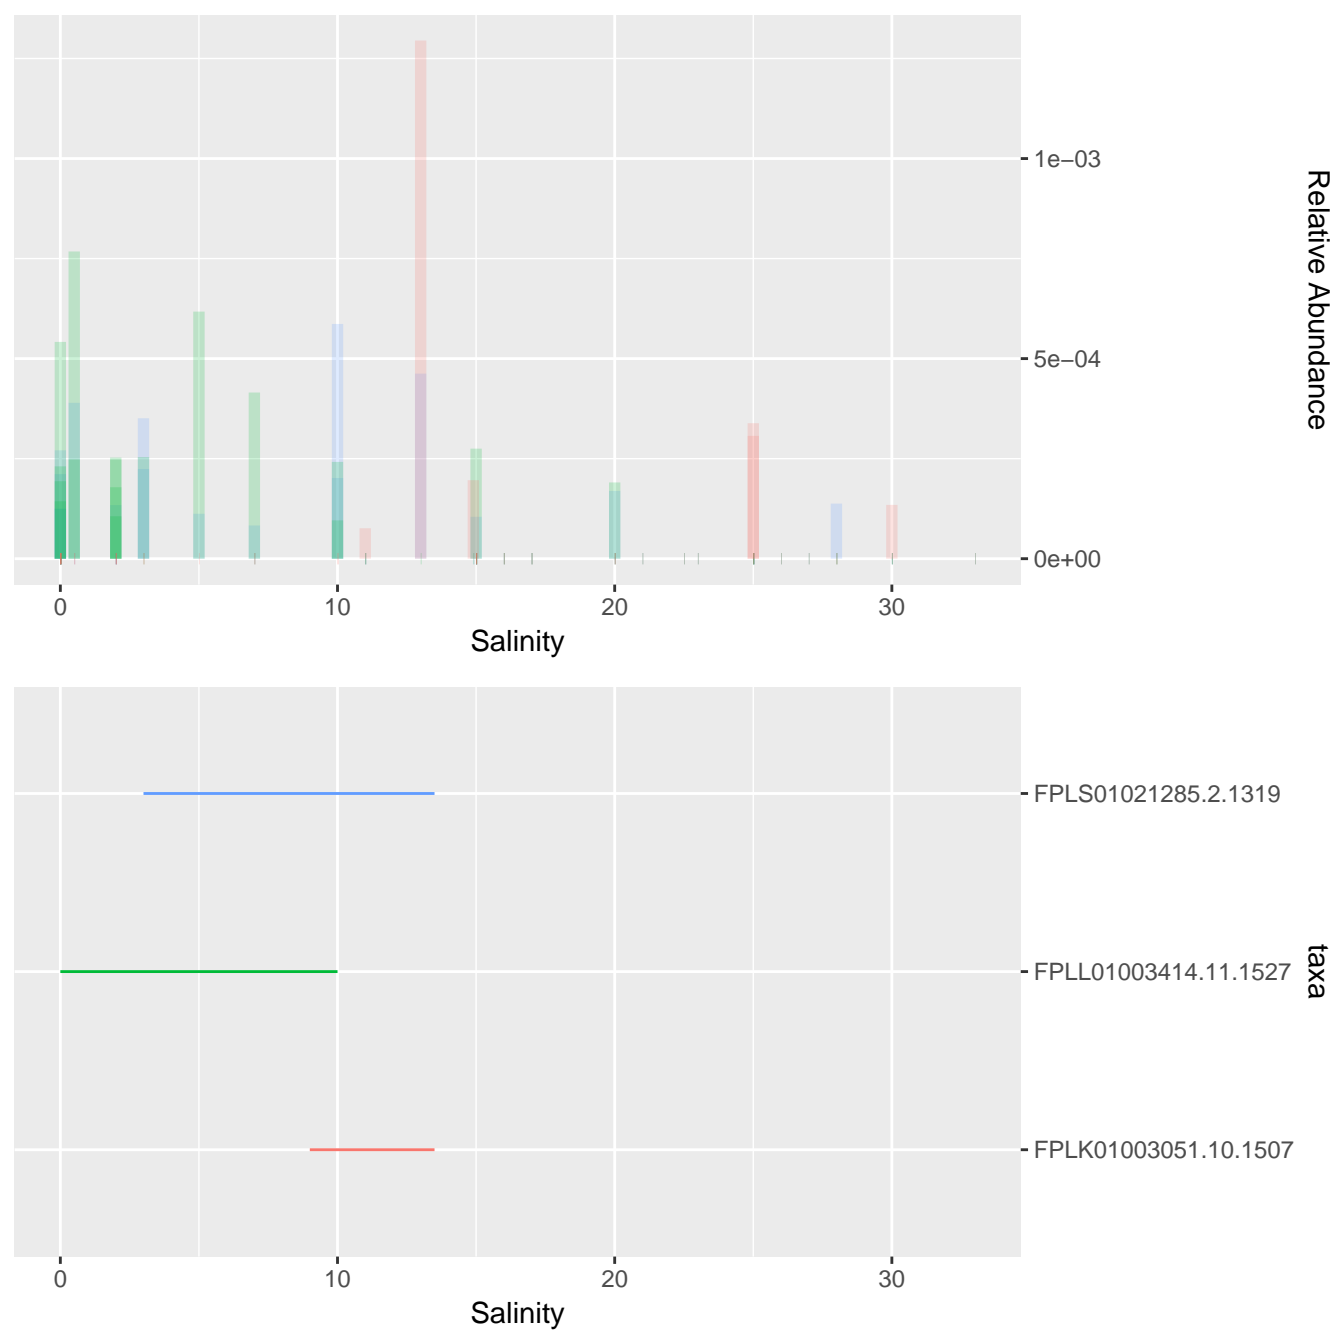 1e−03
5e−04
0e+00
Relative Abundance
0 10 20 30
Salinity
FPLS01021285.2.1319
FPLL01003414.11.1527
FPLK01003051.10.1507
taxa
0 10 20 30
Salinity